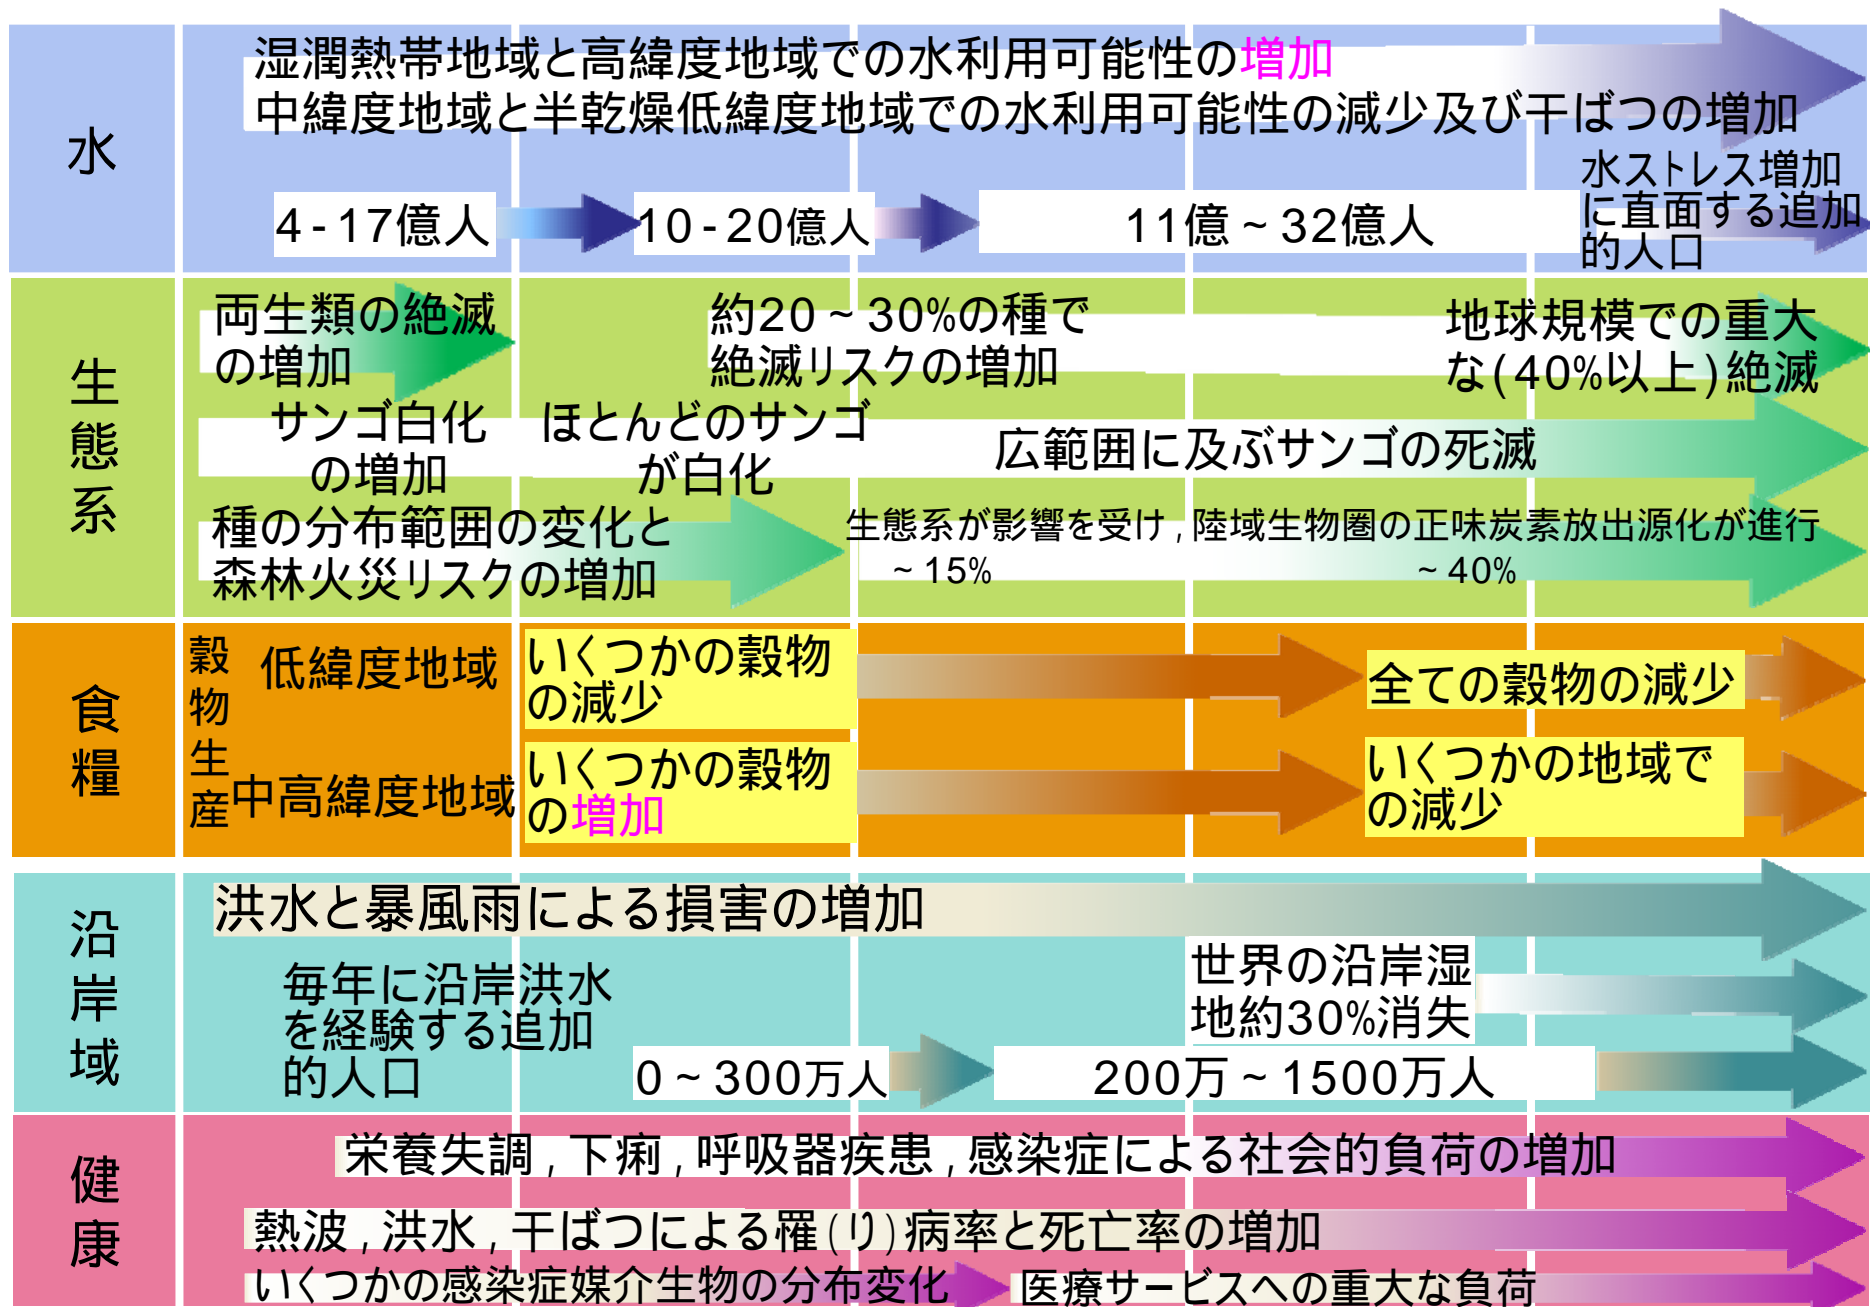 水
湿潤熱帯地域と高緯度地域での水利用可能性の増加
中緯度地域と半乾燥低緯度地域での水利用可能性の減少及び干ばつの増加
4-17億人
10-20億人
11億~32億人
水ストレス増加
に直面する追加
的人口
生態系
両生類の絶滅
の増加
約20~30%の種で
絶滅リスクの増加
地球規模での重大
な(40%以上)絶滅
サンゴ白化
の増加
ほとんどのサンゴ
が白化
広範囲に及ぶサンゴの死滅
種の分布範囲の変化と
森林火災リスクの増加
生態系が影響を受け,陸域生物圏の正味炭素放出源化が進行
~15%
~40%
食糧
穀物生産
低緯度地域
いくつかの穀物
の減少
全ての穀物の減少
中高緯度地域
いくつかの穀物
の増加
いくつかの地域で
の減少
沿岸域
洪水と暴風雨による損害の増加
世界の沿岸湿
地約30%消失
毎年に沿岸洪水
を経験する追加
的人口
0~300万人
200万~1500万人
健康
栄養失調,下痢,呼吸器疾患,感染症による社会的負荷の増加
熱波,洪水,干ばつによる罹(り)病率と死亡率の増加
いくつかの感染症媒介生物の分布変化
医療サービスへの重大な負荷